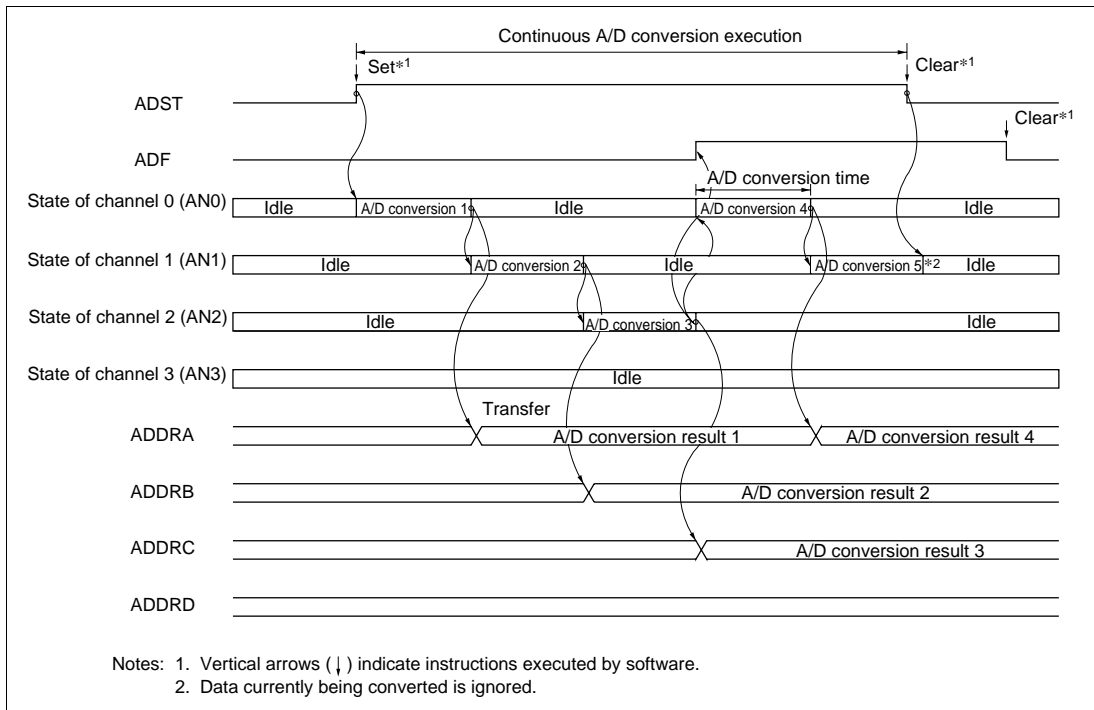 Continuous A/D conversion execution
Set*1
Clear*1
ADST
Clear*1
ADF
A/D conversion time
State of channel 0 (AN0)
Idle
A/D conversion 1
Idle
A/D conversion 4
Idle
State of channel 1 (AN1)
Idle
A/D conversion 2
Idle
A/D conversion 5
*2
Idle
State of channel 2 (AN2)
Idle
A/D conversion 3
Idle
State of channel 3 (AN3)
Idle
Transfer
ADDRA
A/D conversion result 1
A/D conversion result 4
ADDRB
A/D conversion result 2
ADDRC
A/D conversion result 3
ADDRD
Notes: 1. Vertical arrows (↓) indicate instructions executed by software.
2. Data currently being converted is ignored.